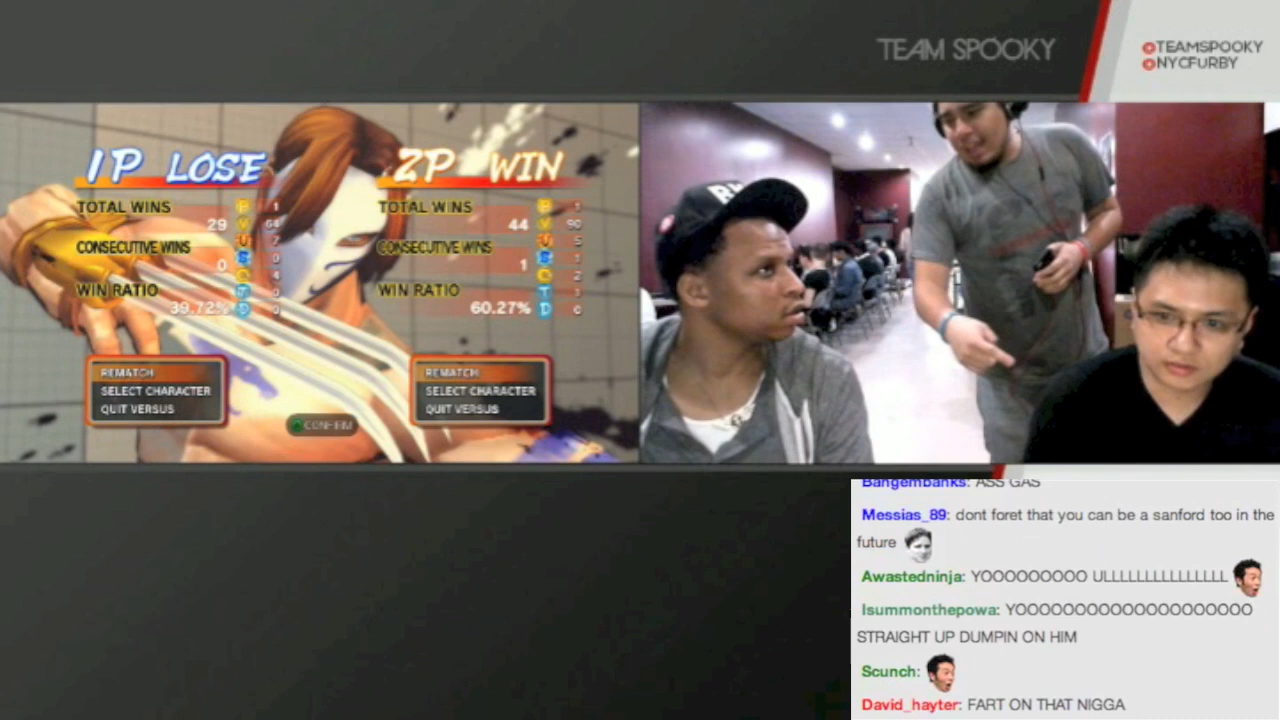 TEAM SPOOKY
@TEAMSPOOKY
@NYCFURBY
1P LOSE
2P WIN
TOTAL WINS
29
CONSECUTIVE WINS
0
WIN RATIO
39.72%
TOTAL WINS
44
CONSECUTIVE WINS
1
WIN RATIO
60.27%
REMATCH
SELECT CHARACTER
QUIT VERSUS
REMATCH
SELECT CHARACTER
QUIT VERSUS
CONFIRM
Bangembanks: ASS GAS
Messias_89: dont foret that you can be a sanford too in the
future
Awastedninja: YOOOOOOOOO ULLLLLLLLLLLLLLL
Isummonthepowa: YOOOOOOOOOOOOOOOOOOOO
STRAIGHT UP DUMPIN ON HIM
Scunch:
David_hayter: FART ON THAT NIGGA